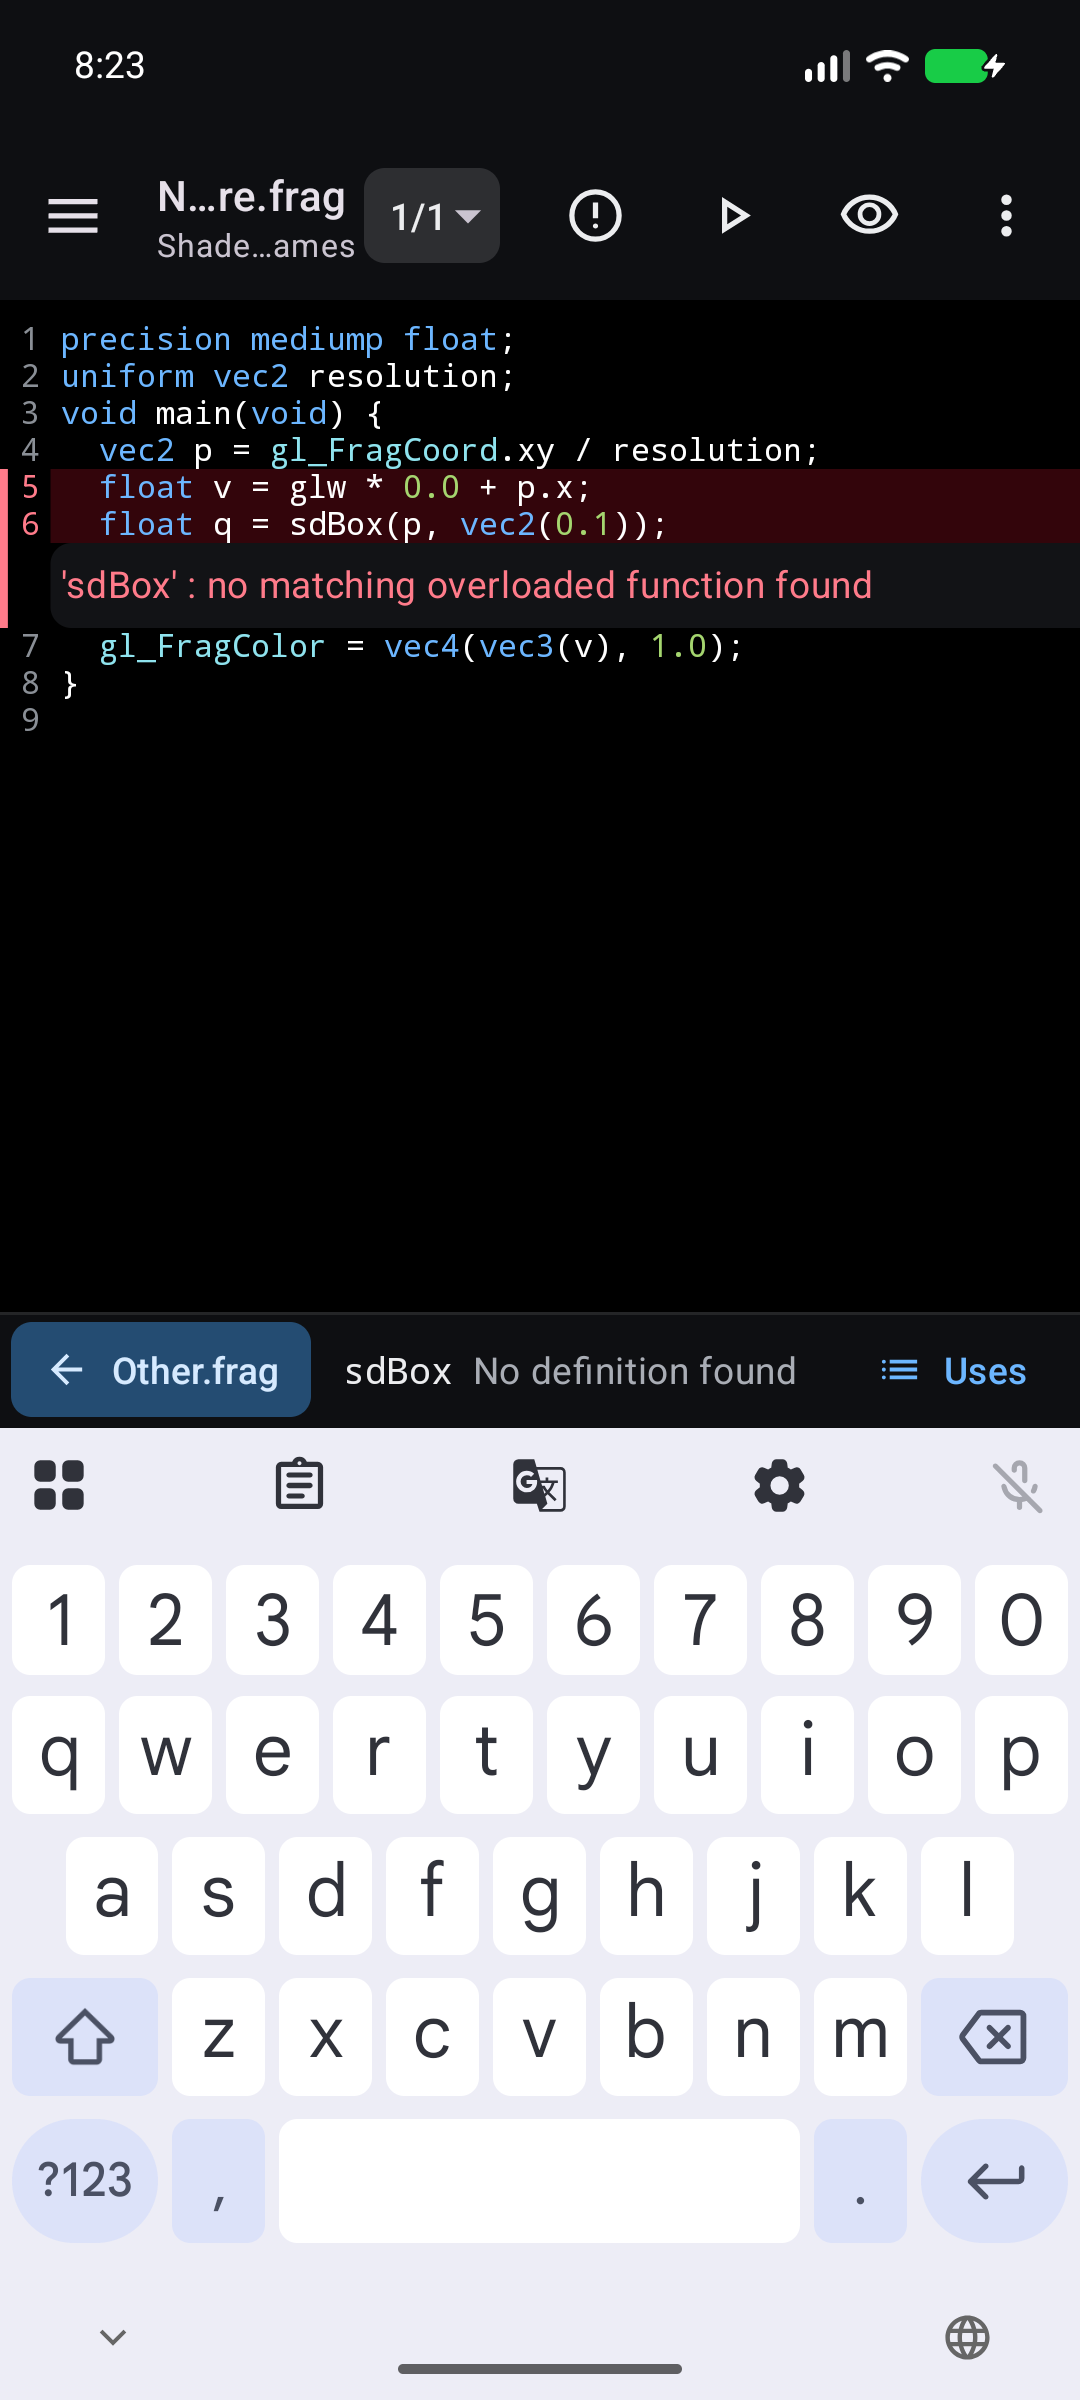 8:23
N...re.frag
Shade...ames
1/1
1 precision mediump float;
2 uniform vec2 resolution;
3 void main(void) {
4   vec2 p = gl_FragCoord.xy / resolution;
5   float v = glw * 0.0 + p.x;
6   float q = sdBox(p, vec2(0.1));
'sdBox' : no matching overloaded function found
7   gl_FragColor = vec4(vec3(v), 1.0);
8 }
9
Other.frag sdBox No definition found Uses
G 文
1 2 3 4 5 6 7 8 9 0
q w e r t y u i o p
a s d f g h j k l
z x c v b n m
?123 , .